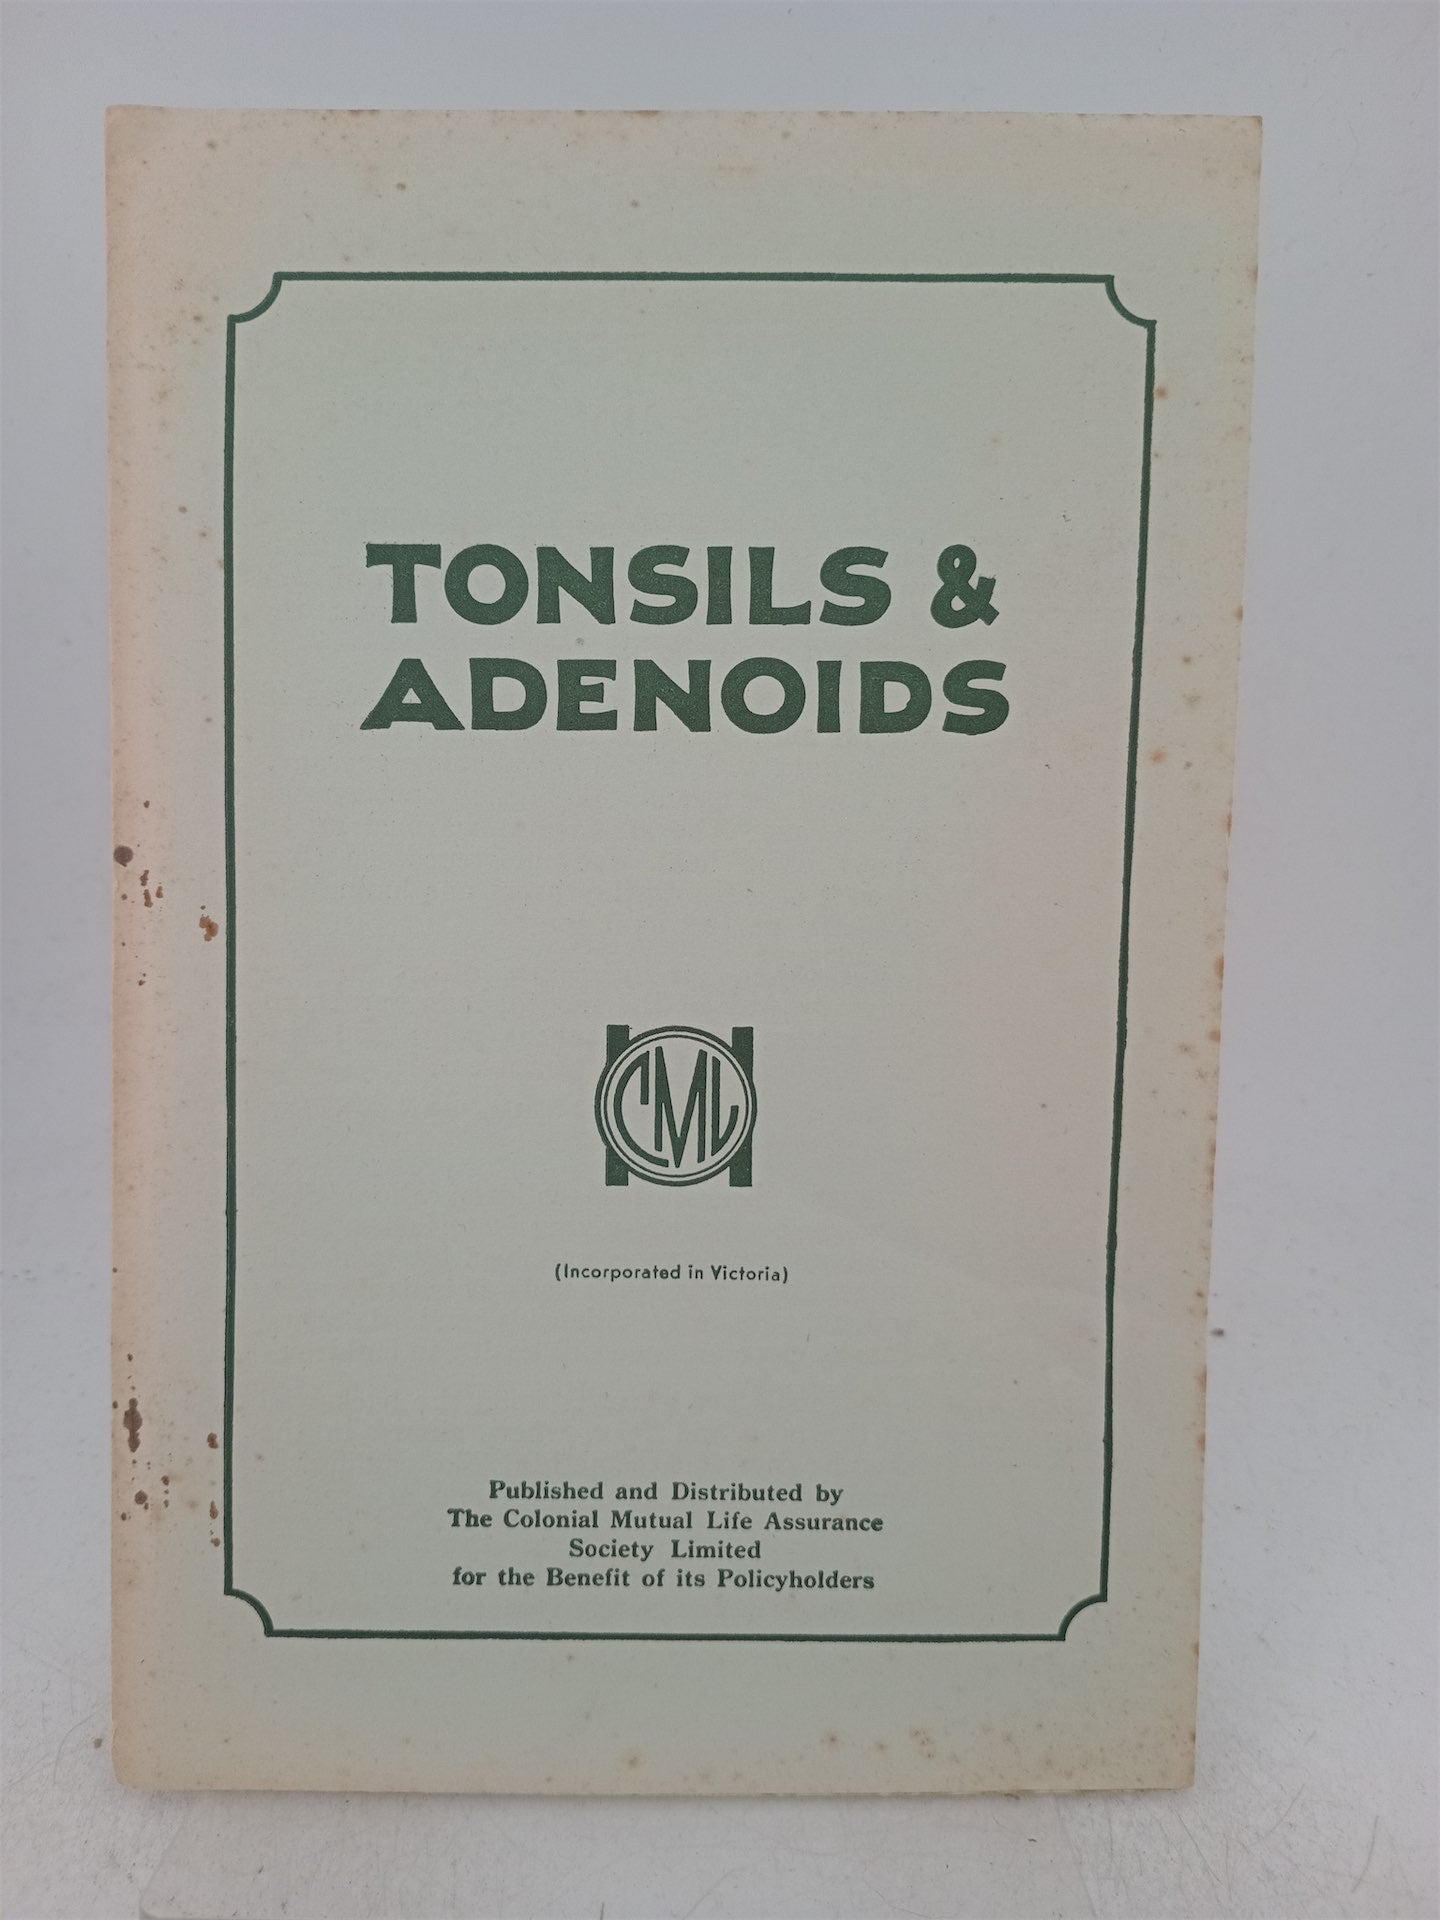 TONSILS &
ADENOIDS
CML
(Incorporated in Victoria)
Published and Distributed by
The Colonial Mutual Life Assurance
Society Limited
for the Benefit of its Policyholders